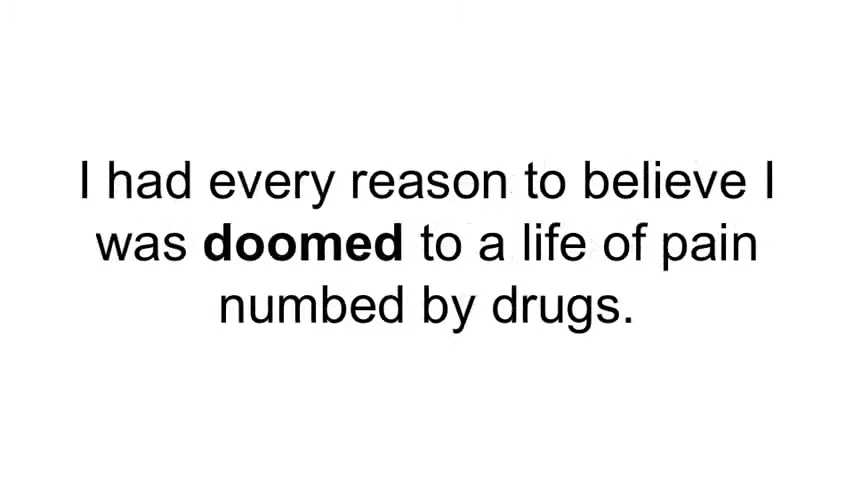 I had every reason to believe I
was doomed to a life of pain
numbed by drugs.